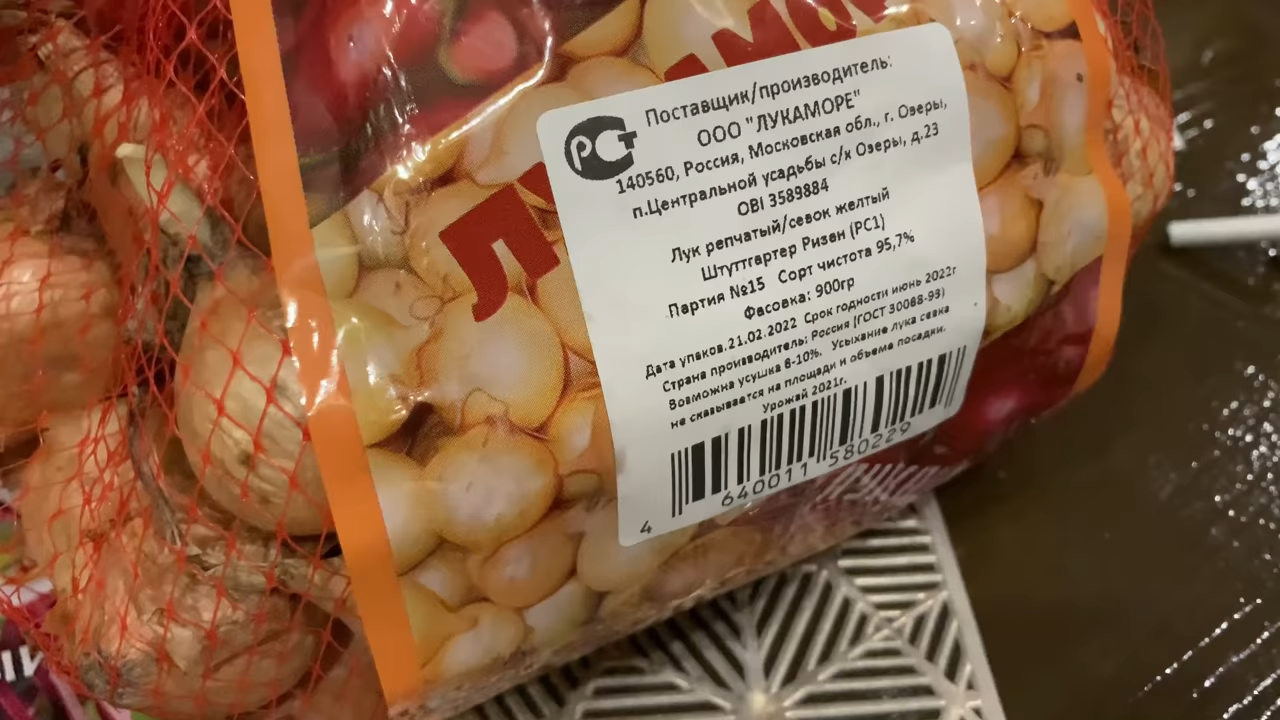 Поставщик/производитель:
ООО "ЛУКАМОРЕ"
140560, Россия, Московская обл., г. Озеры,
п.Центральной усадьбы с/х Озеры, д.23
OBI 3589884
Лук репчатый/севок желтый
Штуттгартер Ризен (РС1)
Партия №15 Сорт чистота 95,7%
Фасовка: 900гр
Дата упаков.21.02.2022 Срок годности июнь 2022г
Страна производитель: Россия (ГОСТ 30088-93)
Возможна усушка 8-10%. Усыхание лука севка
не сказывается на площади и объема посадки.
Урожай 2021г.
4 640011 580229